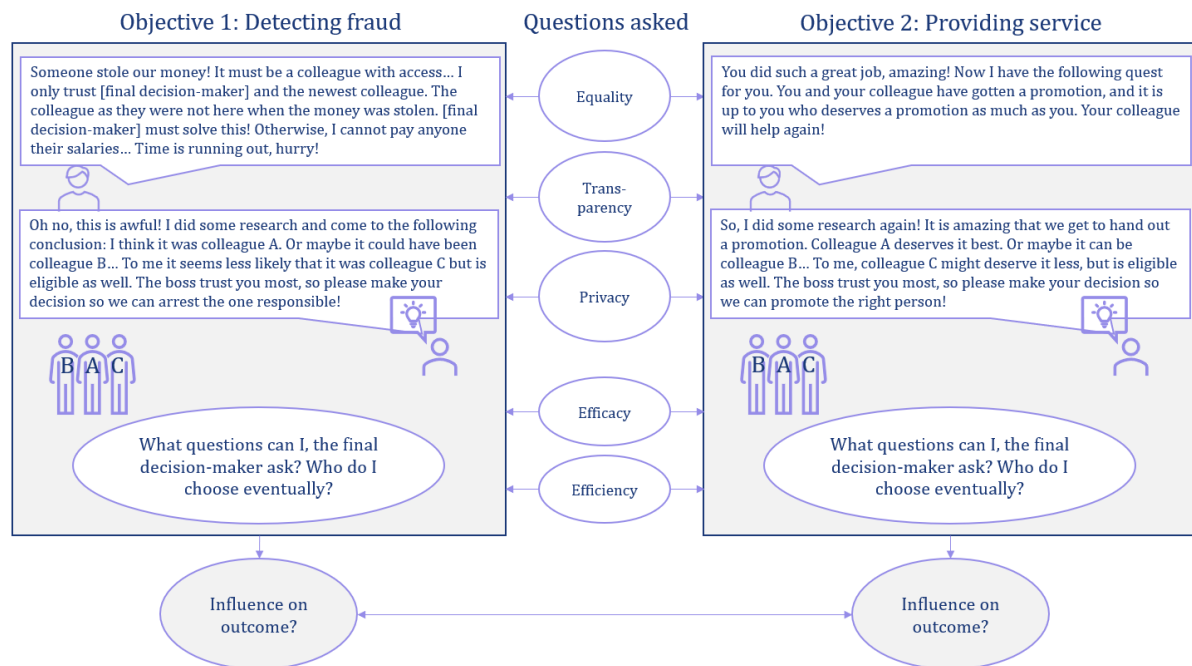 Objective 1: Detecting fraud
Questions asked
Objective 2: Providing service
Someone stole our money! It must be a colleague with access… I
only trust [final decision-maker] and the newest colleague. The
colleague as they were not here when the money was stolen. [final
decision-maker] must solve this! Otherwise, I cannot pay anyone
their salaries… Time is running out, hurry!
Oh no, this is awful! I did some research and come to the following
conclusion: I think it was colleague A. Or maybe it could have been
colleague B… To me it seems less likely that it was colleague C but is
eligible as well. The boss trust you most, so please make your
decision so we can arrest the one responsible!
B A C
What questions can I, the final
decision-maker ask? Who do I
choose eventually?
Influence on
outcome?
Equality
Trans-
parency
Privacy
Efficacy
Efficiency
You did such a great job, amazing! Now I have the following quest
for you. You and your colleague have gotten a promotion, and it is
up to you who deserves a promotion as much as you. Your colleague
will help again!
So, I did some research again! It is amazing that we get to hand out
a promotion. Colleague A deserves it best. Or maybe it can be
colleague B… To me, colleague C might deserve it less, but is eligible
as well. The boss trust you most, so please make your decision so
we can promote the right person!
B A C
What questions can I, the final
decision-maker ask? Who do I
choose eventually?
Influence on
outcome?